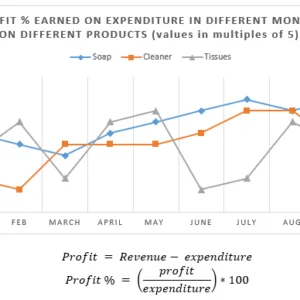 FIT % EARNED ON EXPENDITURE IN DIFFERENT MON
ON DIFFERENT PRODUCTS (values in multiples of 5)
Soap Cleaner Tissues
FEB MARCH APRIL MAY JUNE JULY AUG
Profit = Revenue − expenditure
Profit % = (profit / expenditure) * 100